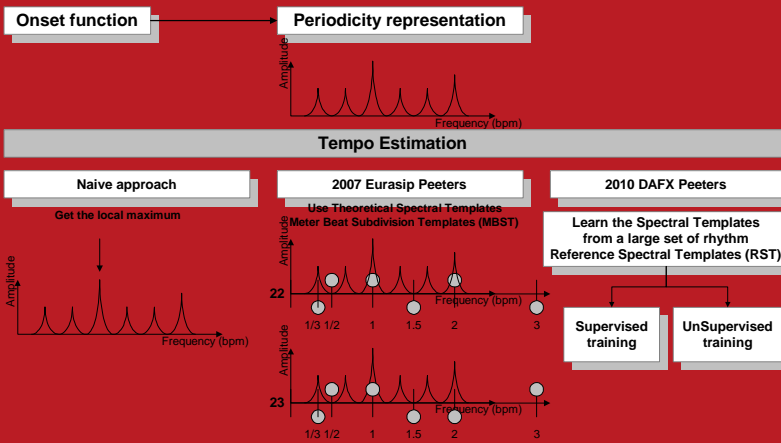 Onset function
Periodicity representation
Amplitude
Frequency (bpm)
Tempo Estimation
Naive approach
Get the local maximum
Amplitude
Frequency (bpm)
2007 Eurasip Peeters
Use Theoretical Spectral Templates
Meter Beat Subdivision Templates (MBST)
Amplitude
22
Frequency (bpm)
1/3 1/2 1 1.5 2 3
Amplitude
23
Frequency (bpm)
1/3 1/2 1 1.5 2 3
2010 DAFX Peeters
Learn the Spectral Templates
from a large set of rhythm
Reference Spectral Templates (RST)
Supervised
training
UnSupervised
training